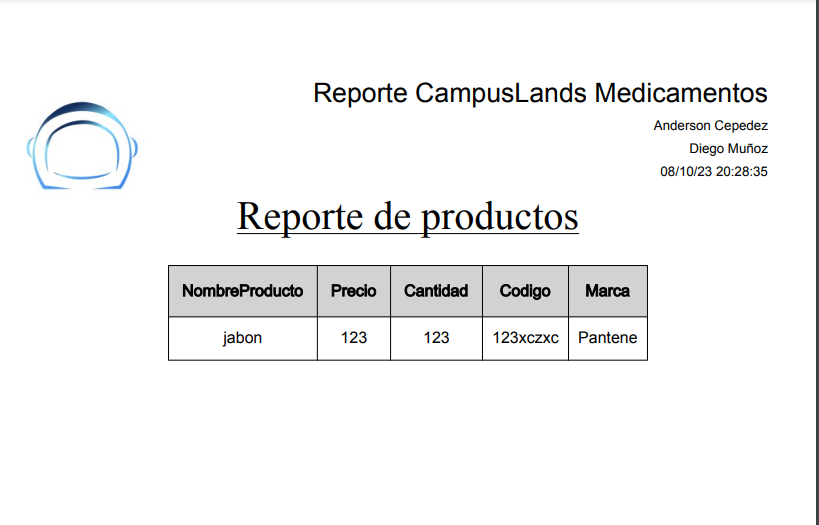 Reporte CampusLands Medicamentos
Anderson Cepedez
Diego Muñoz
08/10/23 20:28:35
Reporte de productos
NombreProducto Precio Cantidad Codigo Marca
jabon 123 123 123xczxc Pantene